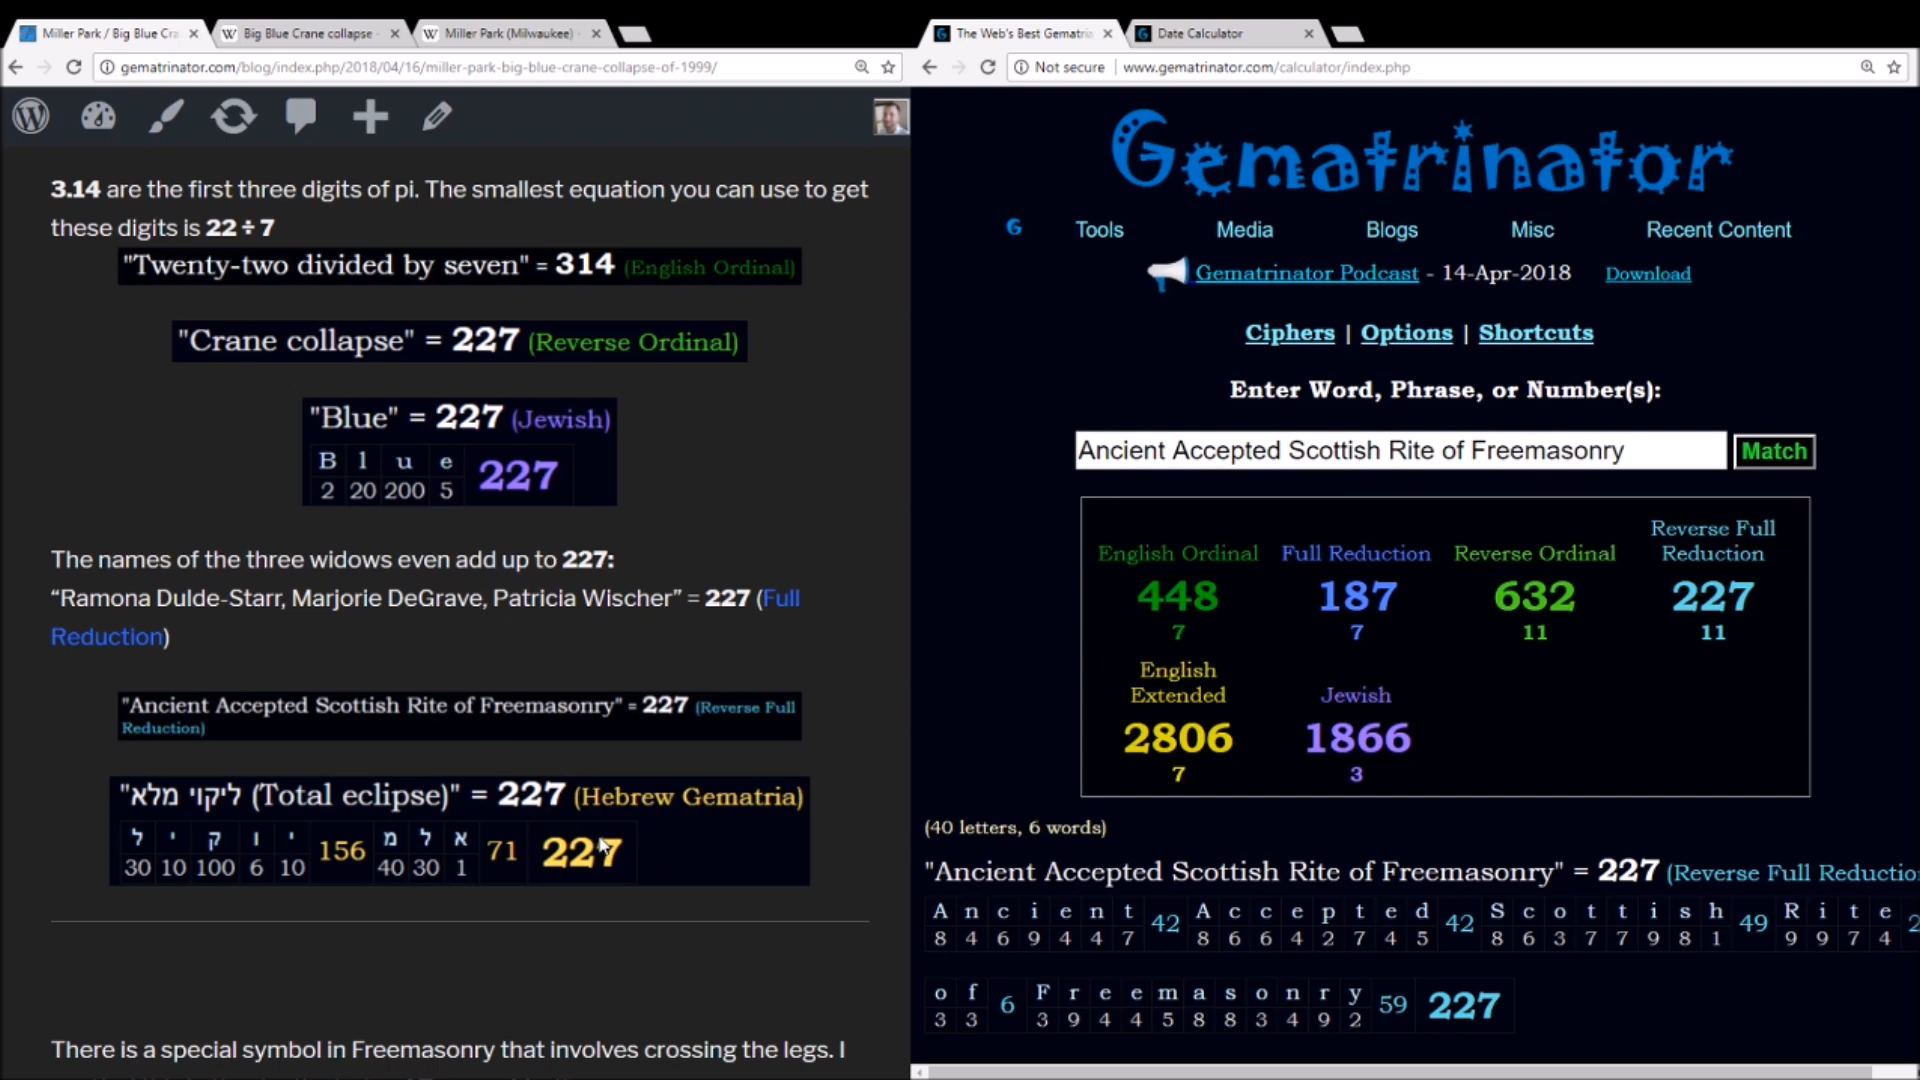 Miller Park / Big Blue Cra
Big Blue Crane collapse -
Miller Park (Milwaukee)
gematrinator.com/blog/index.php/2018/04/16/miller-park-big-blue-crane-collapse-of-1999/
3.14 are the first three digits of pi. The smallest equation you can use to get
these digits is 22 ÷ 7
"Twenty-two divided by seven" = 314 (English Ordinal)
"Crane collapse" = 227 (Reverse Ordinal)
"Blue" = 227 (Jewish)
B l u e 227
2 20 200 5
The names of the three widows even add up to 227:
“Ramona Dulde-Starr, Marjorie DeGrave, Patricia Wischer” = 227 (Full
Reduction)
"Ancient Accepted Scottish Rite of Freemasonry" = 227 (Reverse Full
Reduction)
"ליקוי מלא (Total eclipse)" = 227 (Hebrew Gematria)
ל י ק ו י 156 מ ל א 71 227
30 10 100 6 10 40 30 1
There is a special symbol in Freemasonry that involves crossing the legs. I
The Web's Best Gematria
Date Calculator
Not secure www.gematrinator.com/calculator/index.php
Gematrinator
G Tools Media Blogs Misc Recent Content
Gematrinator Podcast - 14-Apr-2018 Download
Ciphers | Options | Shortcuts
Enter Word, Phrase, or Number(s):
Ancient Accepted Scottish Rite of Freemasonry Match
English Ordinal Full Reduction Reverse Ordinal Reverse Full Reduction
448 187 632 227
7 7 11 11
English Extended Jewish
2806 1866
7 3
(40 letters, 6 words)
"Ancient Accepted Scottish Rite of Freemasonry" = 227 (Reverse Full Reductio
A n c i e n t 42 A c c e p t e d 42 S c o t t i s h 49 R i t e 2
8 4 6 9 4 4 7 8 6 6 4 2 7 4 5 8 6 3 7 7 9 8 1 9 9 7 4
o f 6 F r e e m a s o n r y 59 227
3 3 3 9 4 4 5 8 8 3 4 9 2